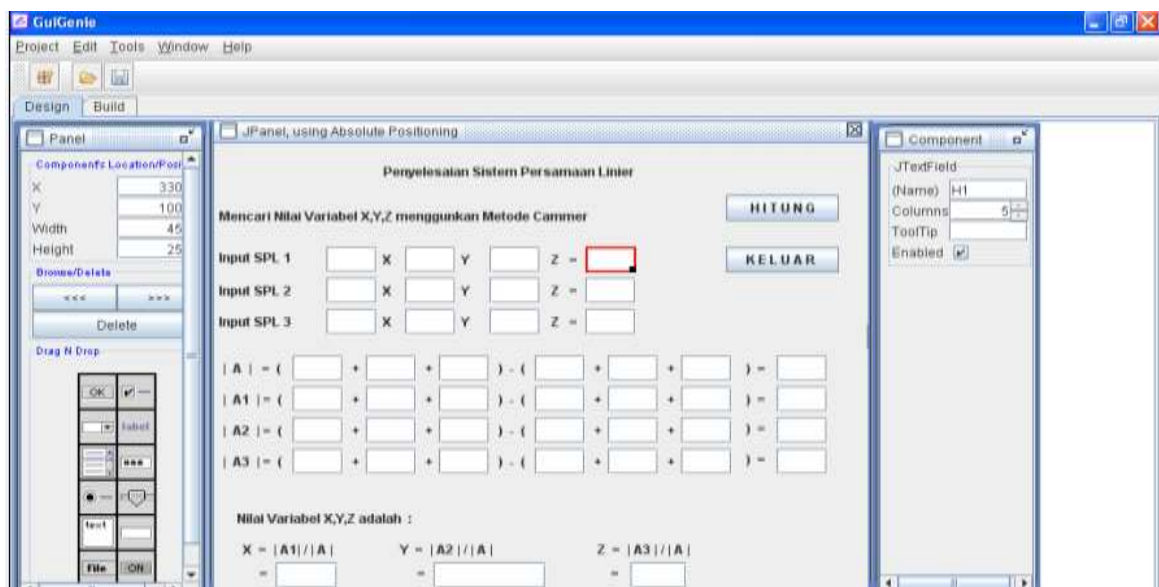 GuiGenie
Project Edit Tools Window Help
Design Build
Panel
Components Location/Posi
X 330
Y 100
Width 45
Height 25
Browse/Delete
<<< >>>
Delete
Drag N Drop
OK
label
text
File ON
JPanel, using Absolute Positioning
Penyelesaian Sistem Persamaan Linier
HITUNG
Mencari Nilai Variabel X,Y,Z menggunkan Metode Cammer
Input SPL 1 X Y Z =
KELUAR
Input SPL 2 X Y Z =
Input SPL 3 X Y Z =
| A | = ( + + ) - ( + + ) =
| A1 |= ( + + ) - ( + + ) =
| A2 |= ( + + ) - ( + + ) =
| A3 |= ( + + ) - ( + + ) =
Nilai Variabel X,Y,Z adalah :
X = |A1|/|A| Y = |A2|/|A| Z = |A3|/|A|
= = =
Component
JTextField
(Name) H1
Columns 5
ToolTip
Enabled